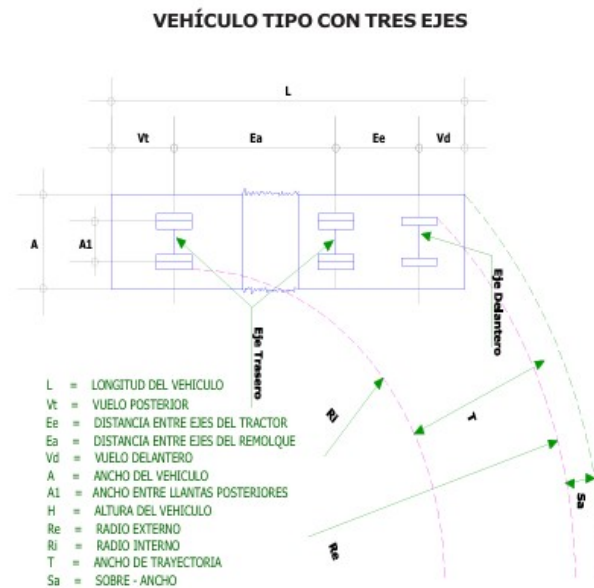 VEHÍCULO TIPO CON TRES EJES
L
Vt Ea Ee Vd
A A1
Eje Trasero
Eje Delantero
Ri
T
Re
Sa
L = LONGITUD DEL VEHICULO
Vt = VUELO POSTERIOR
Ee = DISTANCIA ENTRE EJES DEL TRACTOR
Ea = DISTANCIA ENTRE EJES DEL REMOLQUE
Vd = VUELO DELANTERO
A = ANCHO DEL VEHICULO
A1 = ANCHO ENTRE LLANTAS POSTERIORES
H = ALTURA DEL VEHICULO
Re = RADIO EXTERNO
Ri = RADIO INTERNO
T = ANCHO DE TRAYECTORIA
Sa = SOBRE - ANCHO